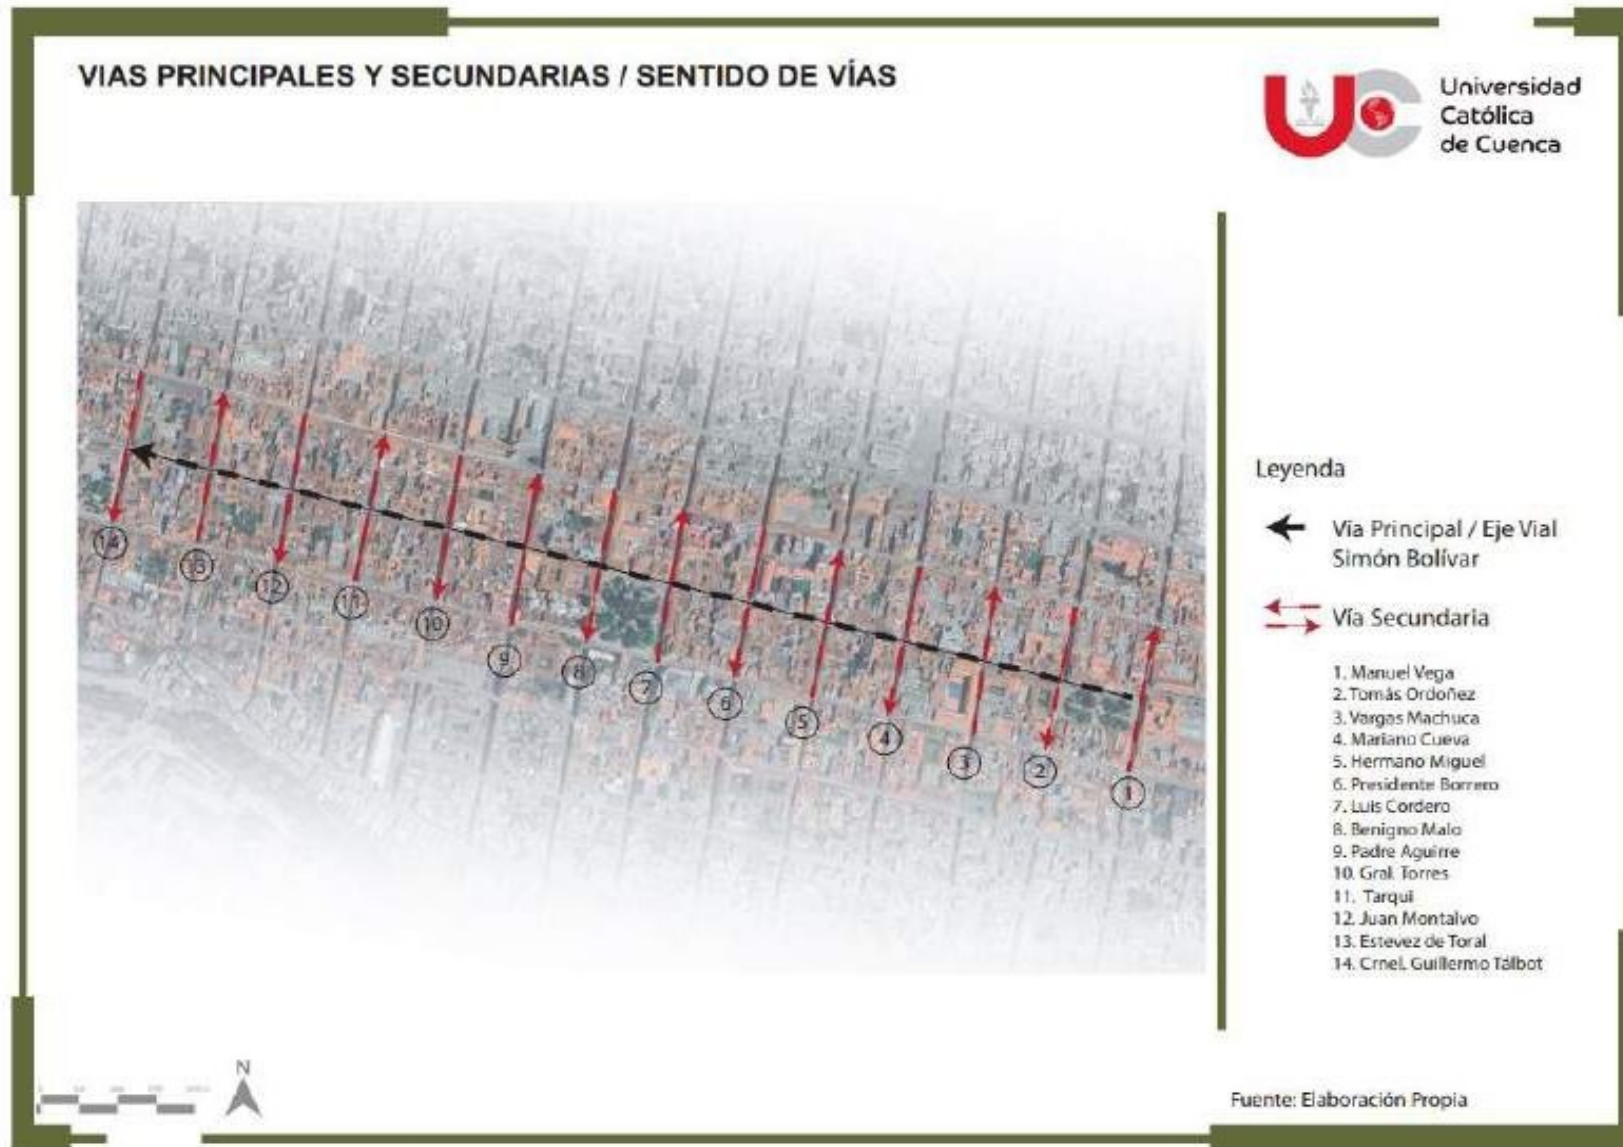 VIAS PRINCIPALES Y SECUNDARIAS / SENTIDO DE VÍAS
Universidad
Católica
de Cuenca
14
13
12
11
10
9
8
7
6
5
4
3
2
1
Leyenda
Vía Principal / Eje Vial
Simón Bolívar
Vía Secundaria
1. Manuel Vega
2. Tomás Ordoñez
3. Vargas Machuca
4. Mariano Cueva
5. Hermano Miguel
6. Presidente Borrero
7. Luis Cordero
8. Benigno Malo
9. Padre Aguirre
10. Gral. Torres
11. Tarqui
12. Juan Montalvo
13. Estevez de Toral
14. Crnel. Guillermo Tálbot
N
Fuente: Elaboración Propia